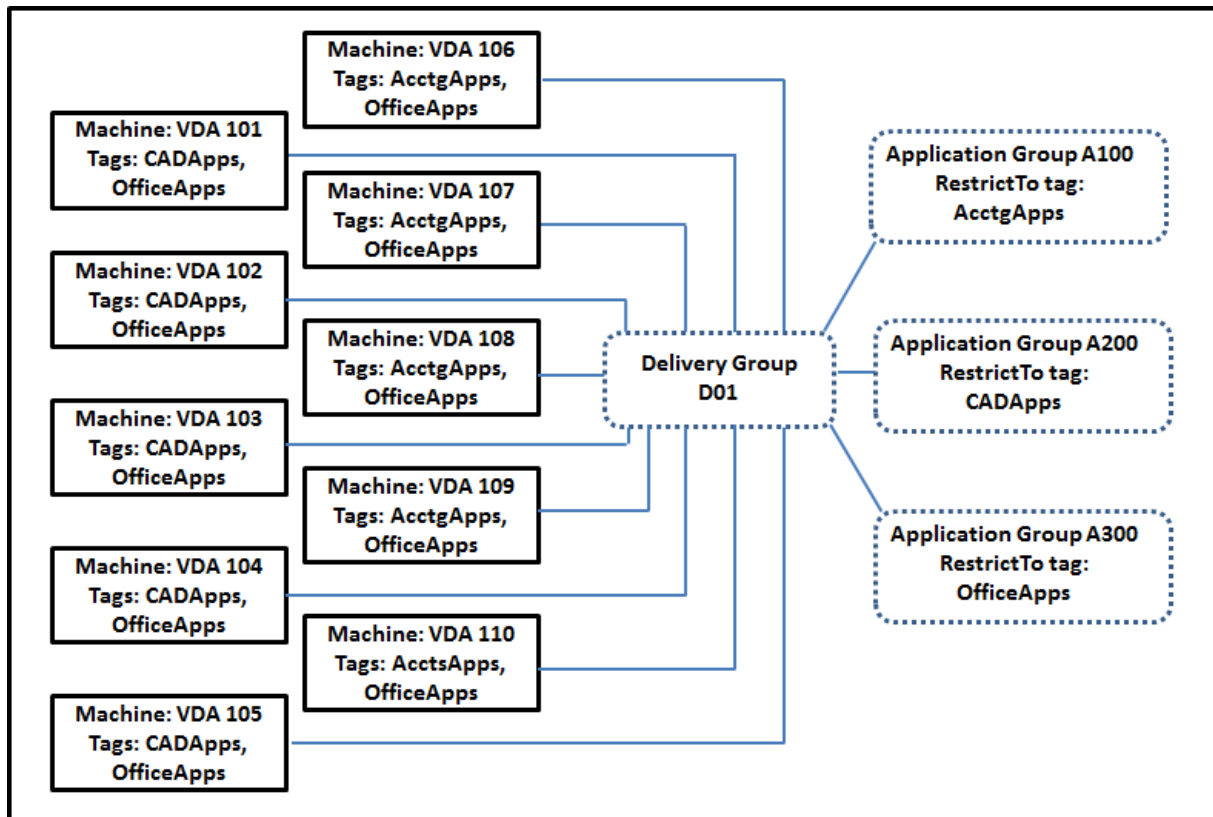 Machine: VDA 106
Tags: AcctgApps,
OfficeApps
Machine: VDA 101
Tags: CADApps,
OfficeApps
Machine: VDA 107
Tags: AcctgApps,
OfficeApps
Machine: VDA 102
Tags: CADApps,
OfficeApps
Machine: VDA 108
Tags: AcctgApps,
OfficeApps
Machine: VDA 103
Tags: CADApps,
OfficeApps
Machine: VDA 109
Tags: AcctgApps,
OfficeApps
Machine: VDA 104
Tags: CADApps,
OfficeApps
Machine: VDA 110
Tags: AcctsApps,
OfficeApps
Machine: VDA 105
Tags: CADApps,
OfficeApps
Delivery Group
D01
Application Group A100
RestrictTo tag:
AcctgApps
Application Group A200
RestrictTo tag:
CADApps
Application Group A300
RestrictTo tag:
OfficeApps